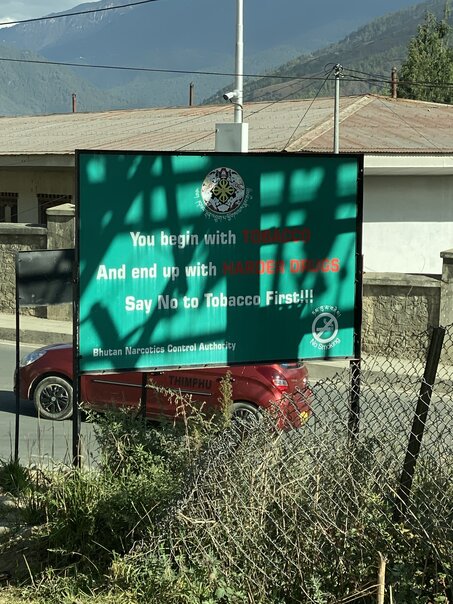 You begin with TOBACCO
And end up with HARDER DRUGS
Say No to Tobacco First!!!
No Smoking
Bhutan Narcotics Control Authority
THIMPHU